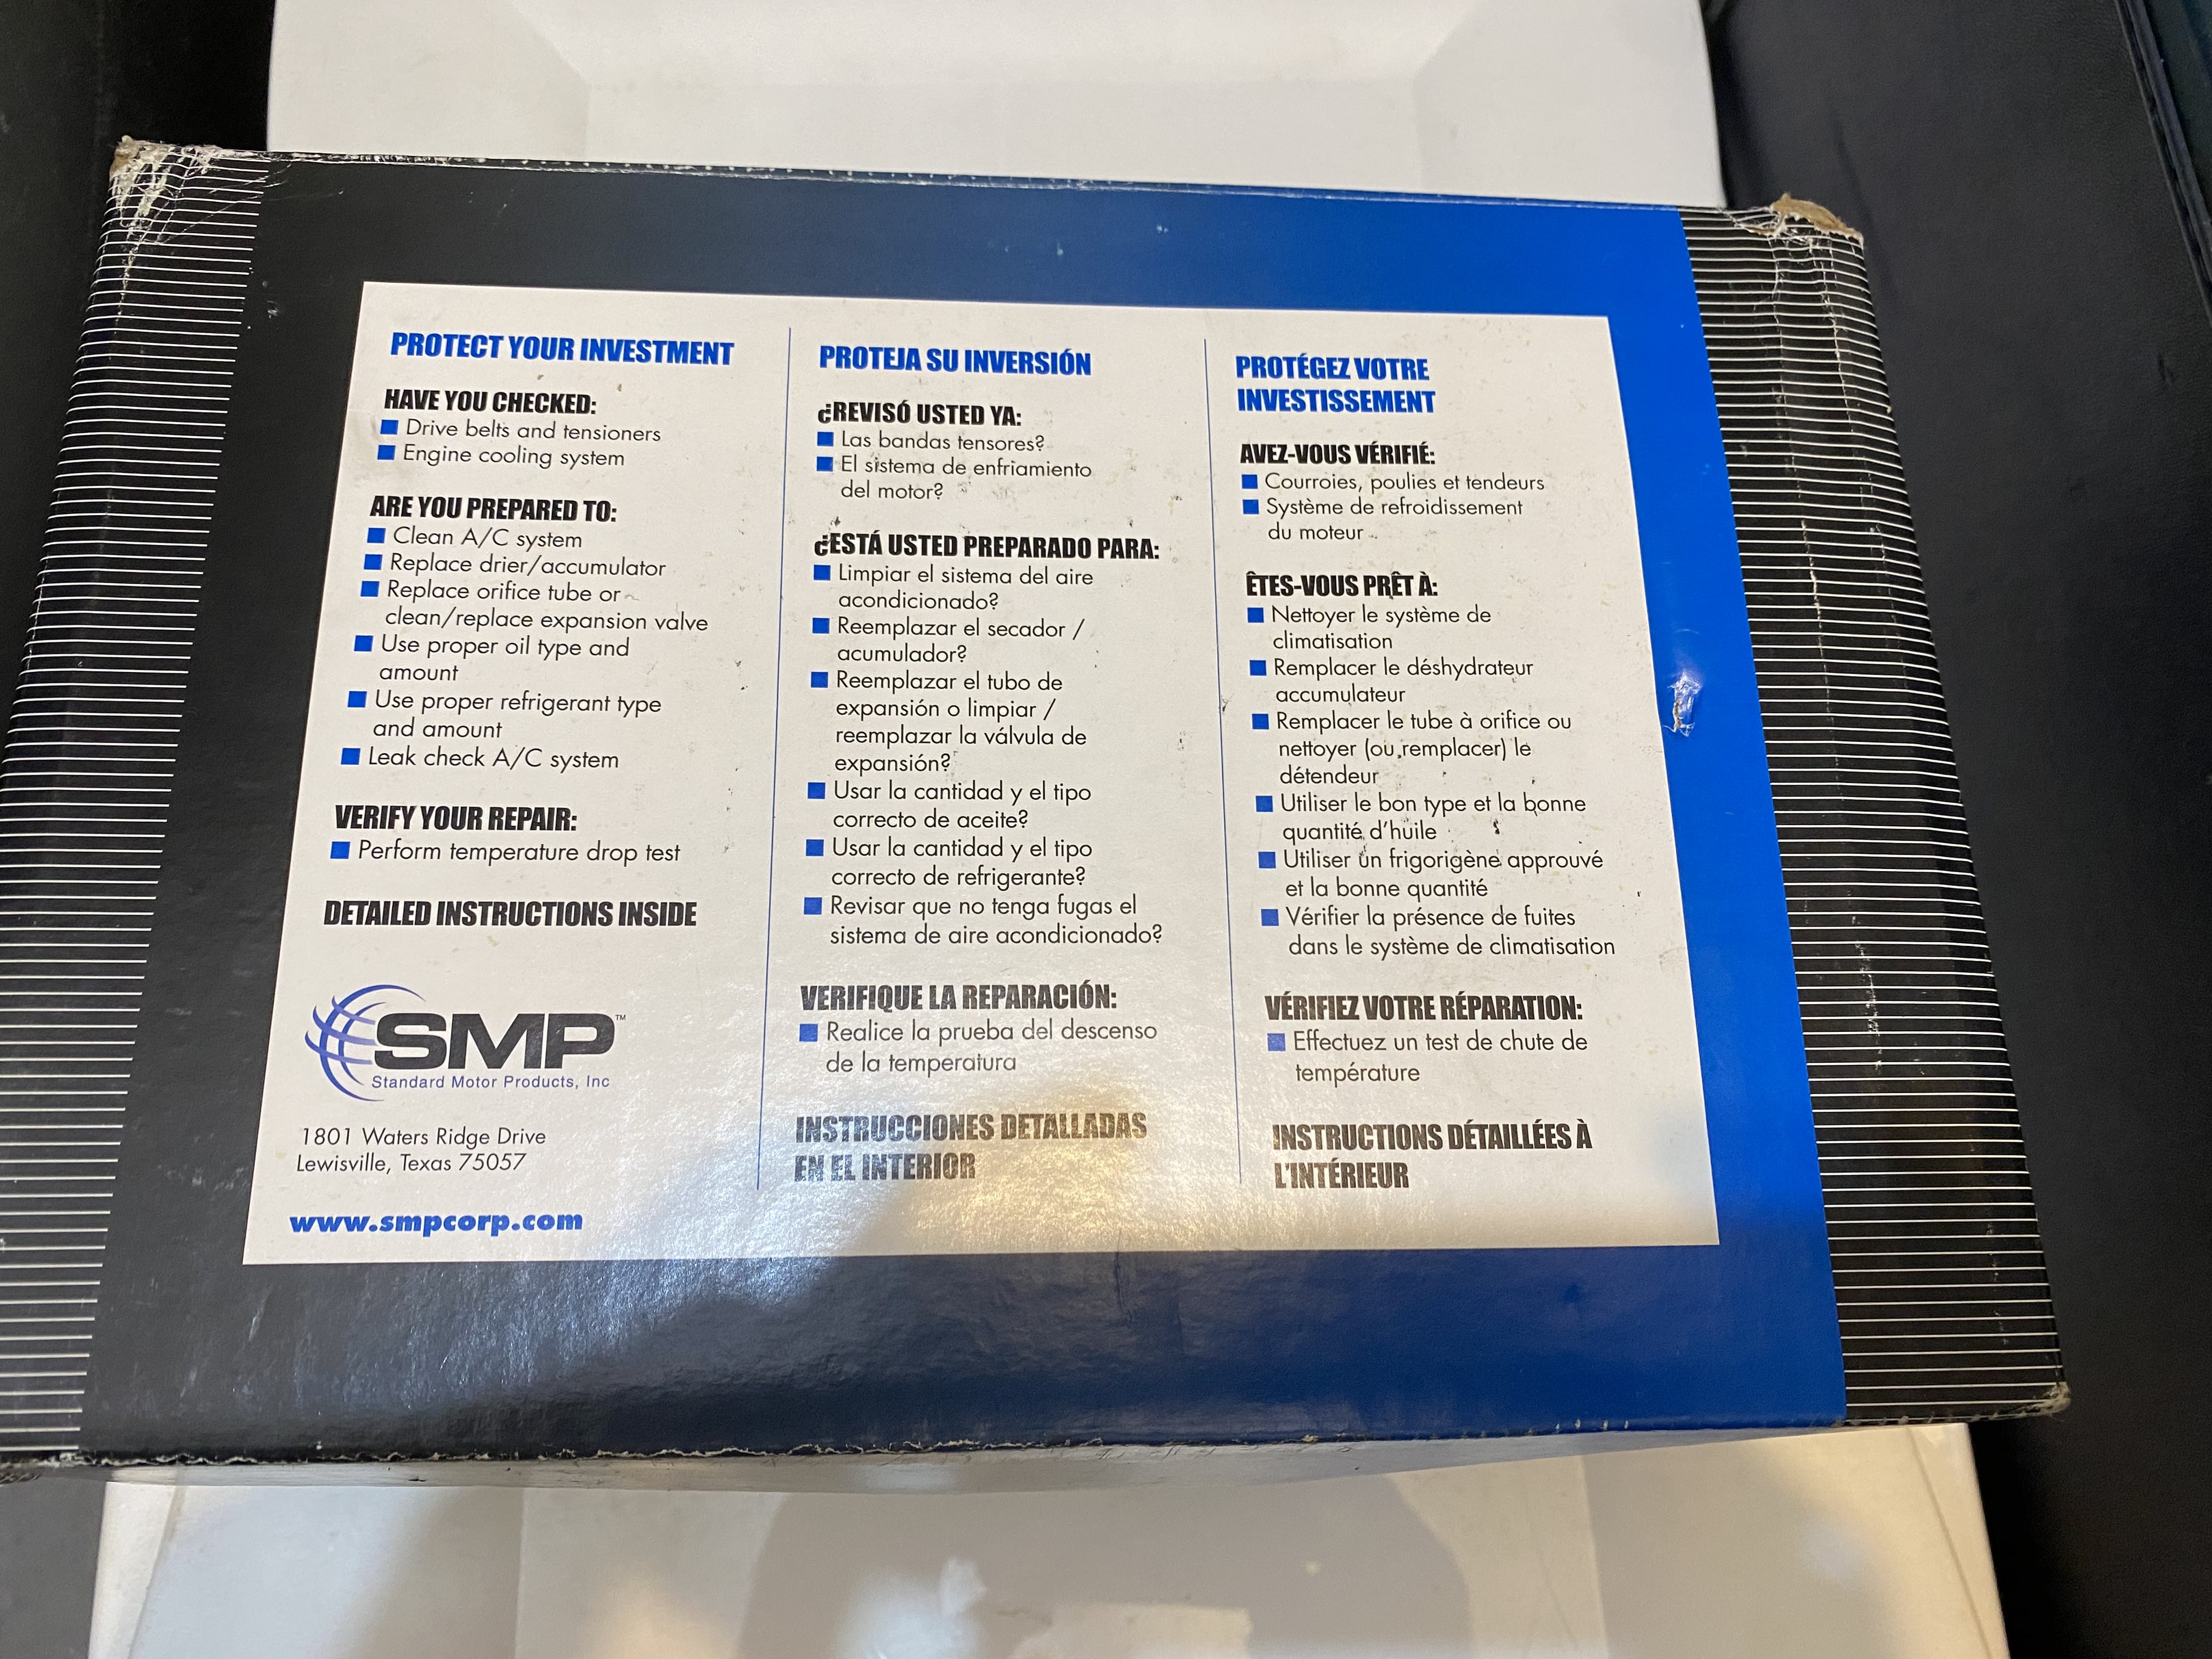 PROTECT YOUR INVESTMENT
HAVE YOU CHECKED:
Drive belts and tensioners
Engine cooling system
ARE YOU PREPARED TO:
Clean A/C system
Replace drier/accumulator
Replace orifice tube or
clean/replace expansion valve
Use proper oil type and
amount
Use proper refrigerant type
and amount
Leak check A/C system
VERIFY YOUR REPAIR:
Perform temperature drop test
DETAILED INSTRUCTIONS INSIDE
SMP™
Standard Motor Products, Inc
1801 Waters Ridge Drive
Lewisville, Texas 75057
www.smpcorp.com
PROTEJA SU INVERSIÓN
¿REVISÓ USTED YA:
Las bandas tensores?
El sistema de enfriamiento
del motor?
¿ESTÁ USTED PREPARADO PARA:
Limpiar el sistema del aire
acondicionado?
Reemplazar el secador /
acumulador?
Reemplazar el tubo de
expansión o limpiar /
reemplazar la válvula de
expansión?
Usar la cantidad y el tipo
correcto de aceite?
Usar la cantidad y el tipo
correcto de refrigerante?
Revisar que no tenga fugas el
sistema de aire acondicionado?
VERIFIQUE LA REPARACIÓN:
Realice la prueba del descenso
de la temperatura
INSTRUCCIONES DETALLADAS
EN EL INTERIOR
PROTÉGEZ VOTRE
INVESTISSEMENT
AVEZ-VOUS VÉRIFIÉ:
Courroies, poulies et tendeurs
Système de refroidissement
du moteur
ÊTES-VOUS PRÊT À:
Nettoyer le système de
climatisation
Remplacer le déshydrateur
accumulateur
Remplacer le tube à orifice ou
nettoyer (ou remplacer) le
détendeur
Utiliser le bon type et la bonne
quantité d'huile
Utiliser un frigorigène approuvé
et la bonne quantité
Vérifier la présence de fuites
dans le système de climatisation
VÉRIFIEZ VOTRE RÉPARATION:
Effectuez un test de chute de
température
INSTRUCTIONS DÉTAILLÉES À
L'INTÉRIEUR